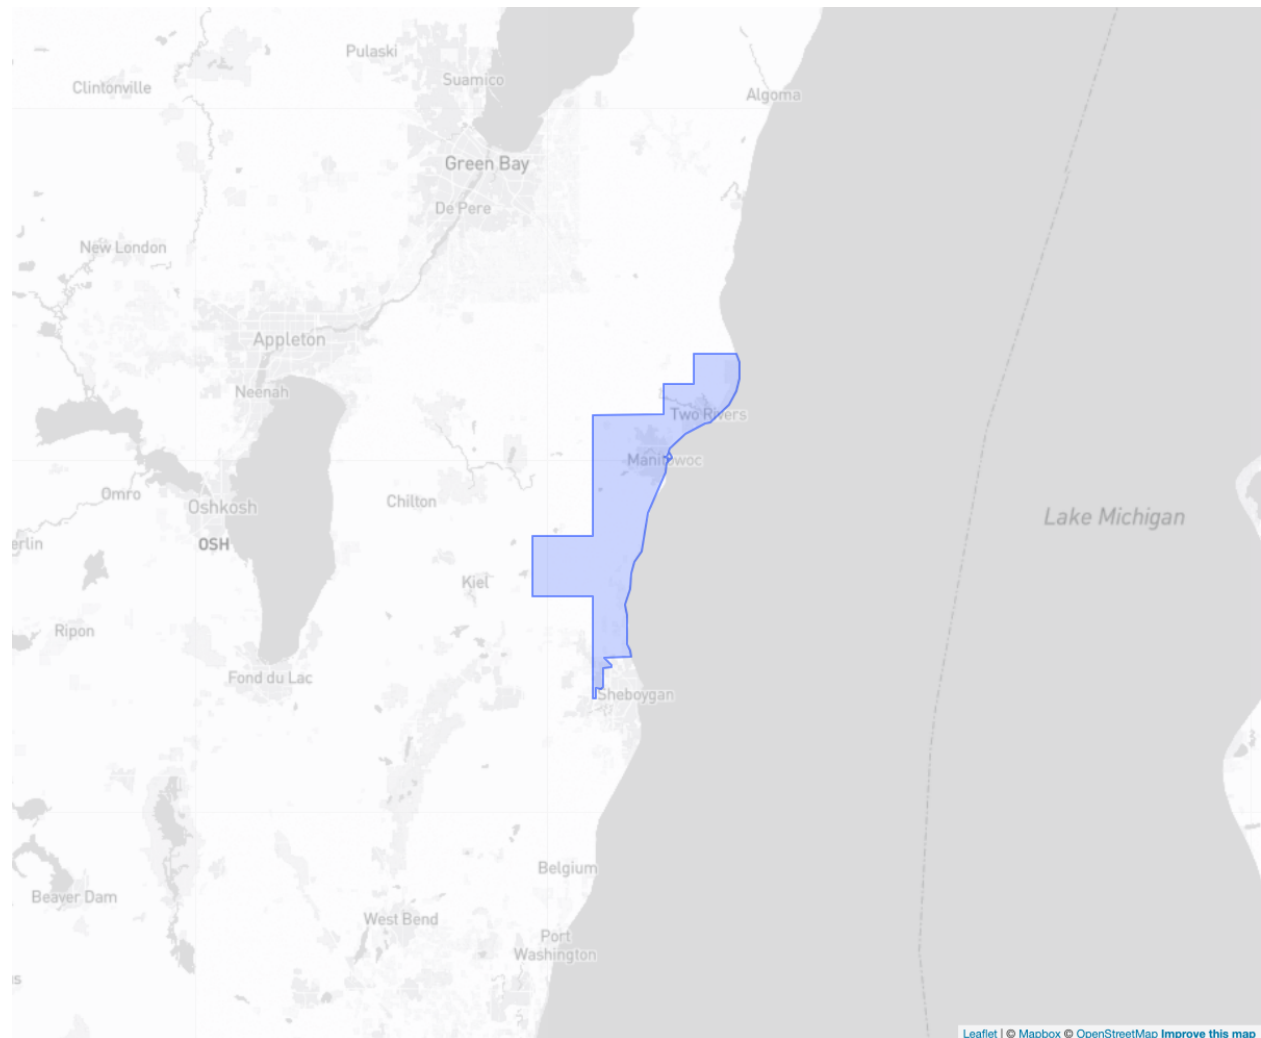 Pulaski
Suamico
Clintonville
Algoma
Green Bay
De Pere
New London
Appleton
Neenah
Two Rivers
Manitowoc
Omro
Chilton
Oshkosh
Lake Michigan
erlin
OSH
Kiel
Ripon
Fond du Lac
Sheboygan
Belgium
Beaver Dam
West Bend
Port
Washington
s
Leaflet | © Mapbox © OpenStreetMap Improve this map